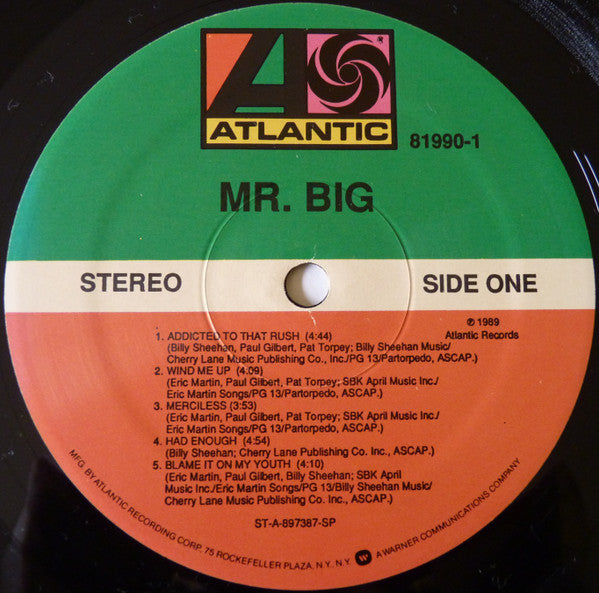 ATLANTIC
81990-1
MR. BIG
STEREO
SIDE ONE
℗ 1989
Atlantic Records
1. ADDICTED TO THAT RUSH (4:44)
(Billy Sheehan, Paul Gilbert, Pat Torpey; Billy Sheehan Music/
Cherry Lane Music Publishing Co., Inc./PG 13/Partorpedo, ASCAP.)
2. WIND ME UP (4:09)
(Eric Martin, Paul Gilbert, Pat Torpey; SBK April Music Inc./
Eric Martin Songs/PG 13/Partorpedo, ASCAP.)
3. MERCILESS (3:53)
(Eric Martin, Paul Gilbert, Pat Torpey; SBK April Music Inc./
Eric Martin Songs/PG 13/Partorpedo, ASCAP.)
4. HAD ENOUGH (4:54)
(Billy Sheehan; Cherry Lane Music Publishing Co. Inc., ASCAP.)
5. BLAME IT ON MY YOUTH (4:10)
(Eric Martin, Paul Gilbert, Billy Sheehan; SBK April
Music Inc./Eric Martin Songs/PG 13/Billy Sheehan Music/
Cherry Lane Music Publishing Co. Inc., ASCAP.)
ST-A-897387-SP
MFG. BY ATLANTIC RECORDING CORP. 75 ROCKEFELLER PLAZA, N.Y. N.Y. A WARNER COMMUNICATIONS COMPANY